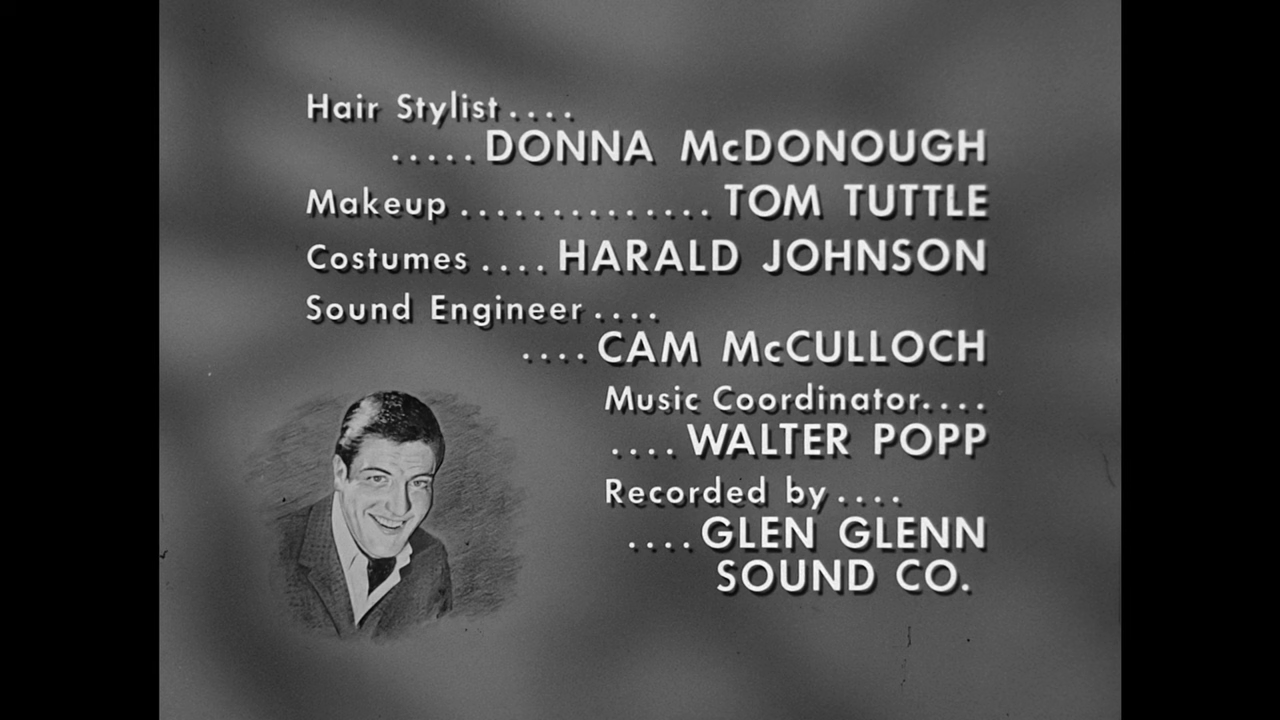 Hair Stylist....
.....DONNA McDONOUGH
Makeup..............TOM TUTTLE
Costumes....HARALD JOHNSON
Sound Engineer....
....CAM McCULLOCH
Music Coordinator....
....WALTER POPP
Recorded by....
....GLEN GLENN
SOUND CO.